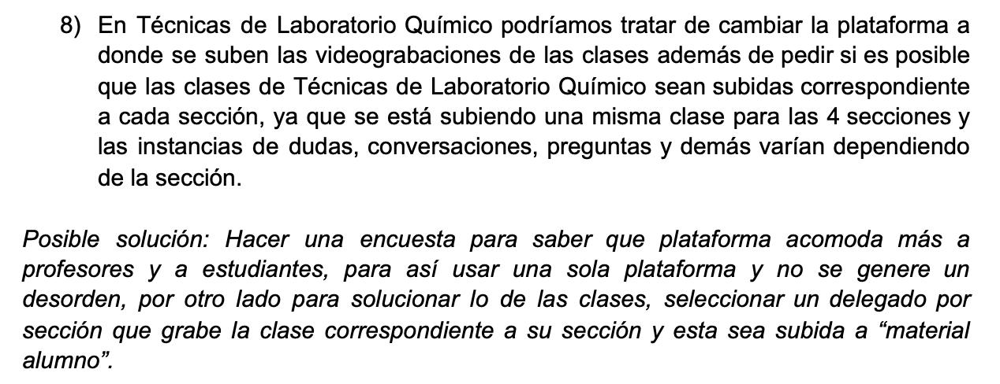 8) En Técnicas de Laboratorio Químico podríamos tratar de cambiar la plataforma a
donde se suben las videograbaciones de las clases además de pedir si es posible
que las clases de Técnicas de Laboratorio Químico sean subidas correspondiente
a cada sección, ya que se está subiendo una misma clase para las 4 secciones y
las instancias de dudas, conversaciones, preguntas y demás varían dependiendo
de la sección.
Posible solución: Hacer una encuesta para saber que plataforma acomoda más a
profesores y a estudiantes, para así usar una sola plataforma y no se genere un
desorden, por otro lado para solucionar lo de las clases, seleccionar un delegado por
sección que grabe la clase correspondiente a su sección y esta sea subida a “material
alumno”.